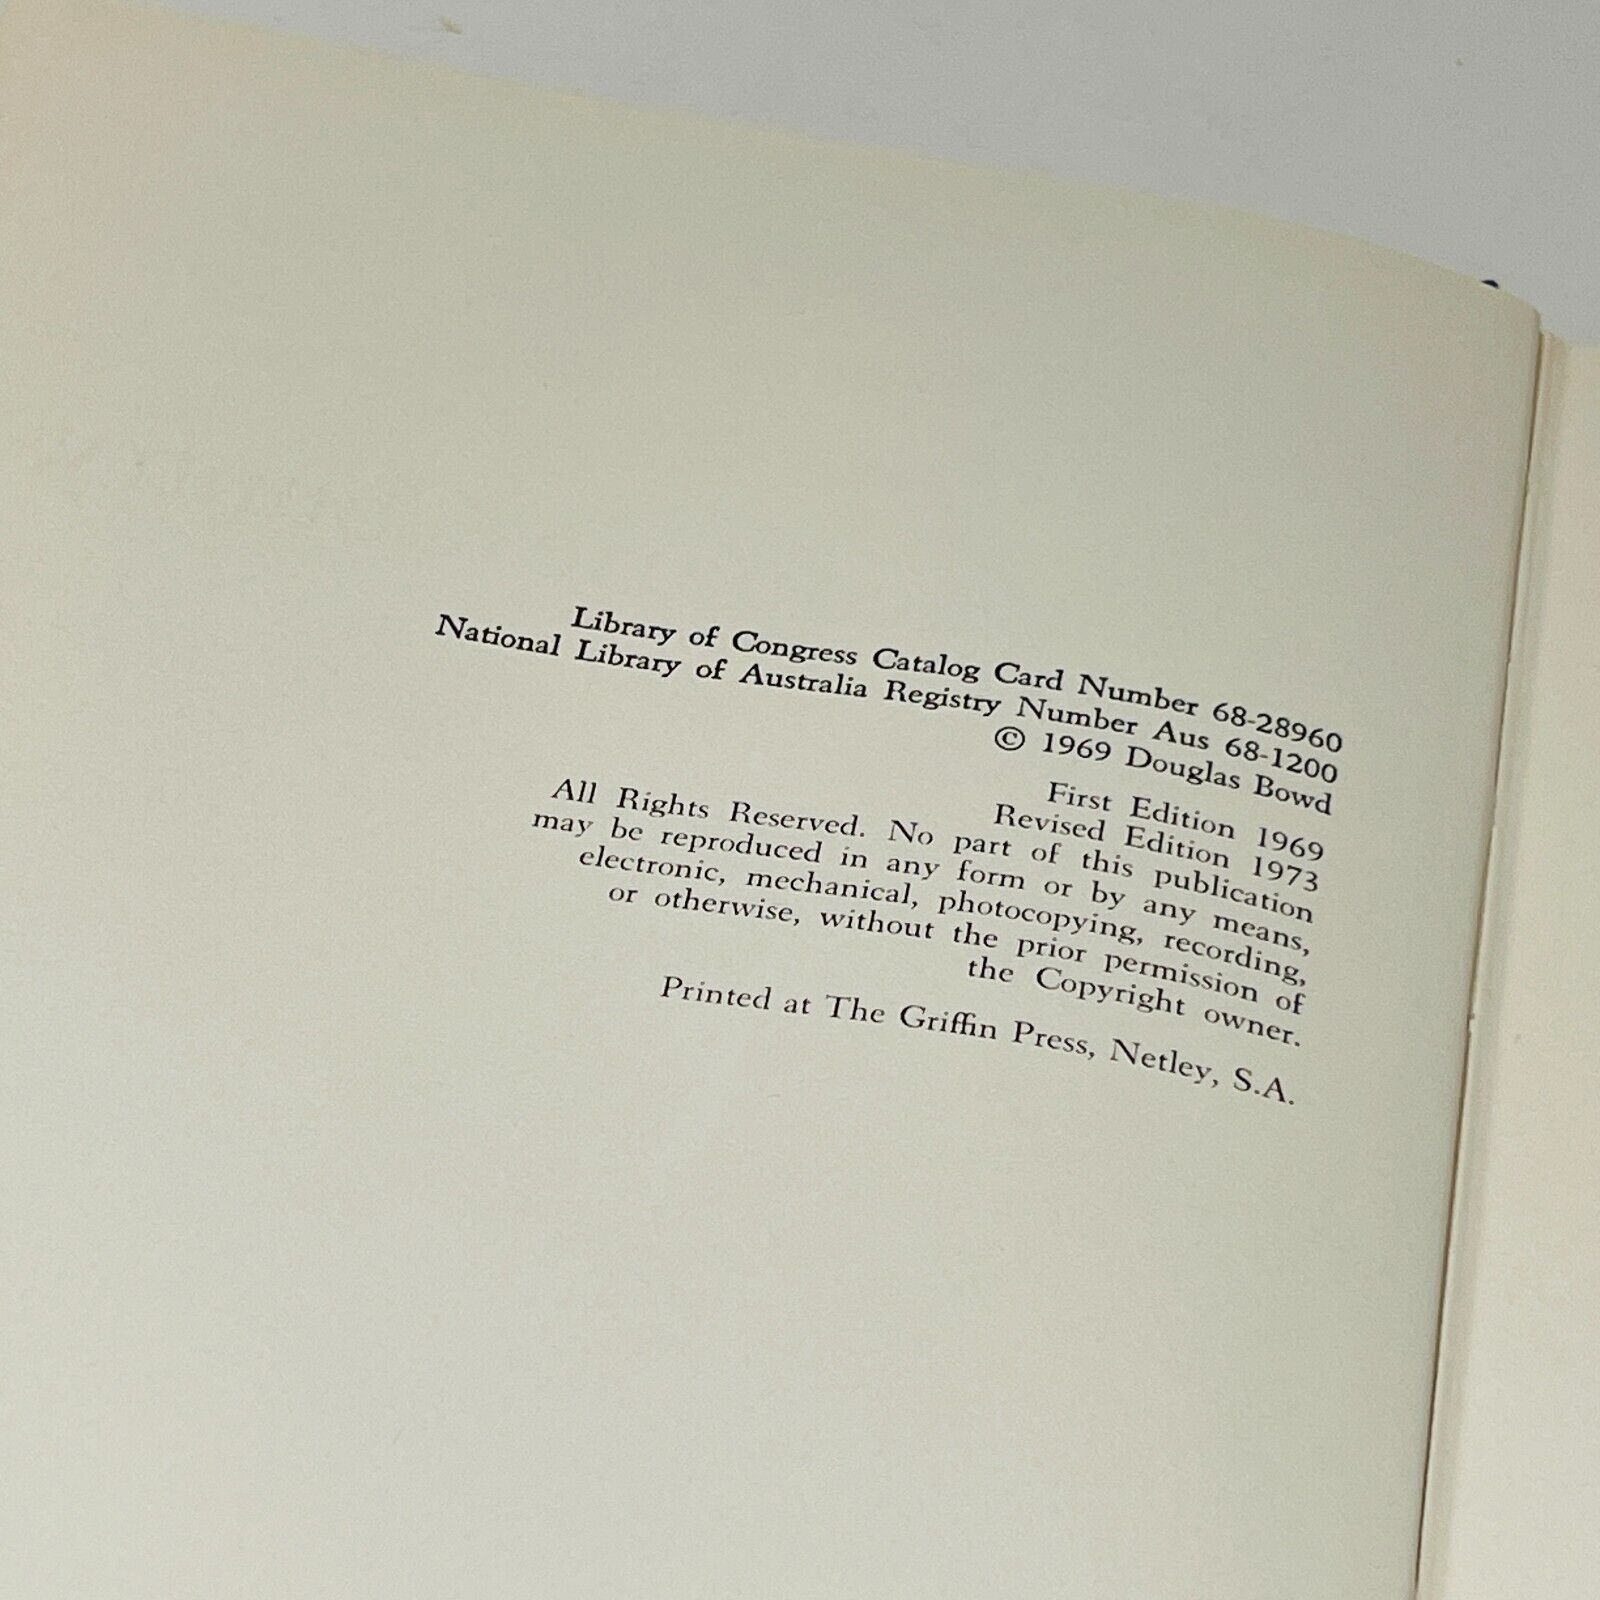 Library of Congress Catalog Card Number 68-28960
National Library of Australia Registry Number Aus 68-1200
© 1969 Douglas Bowd
First Edition 1969
Revised Edition 1973
All Rights Reserved. No part of this publication
may be reproduced in any form or by any means,
electronic, mechanical, photocopying, recording,
or otherwise, without the prior permission of
the Copyright owner.
Printed at The Griffin Press, Netley, S.A.